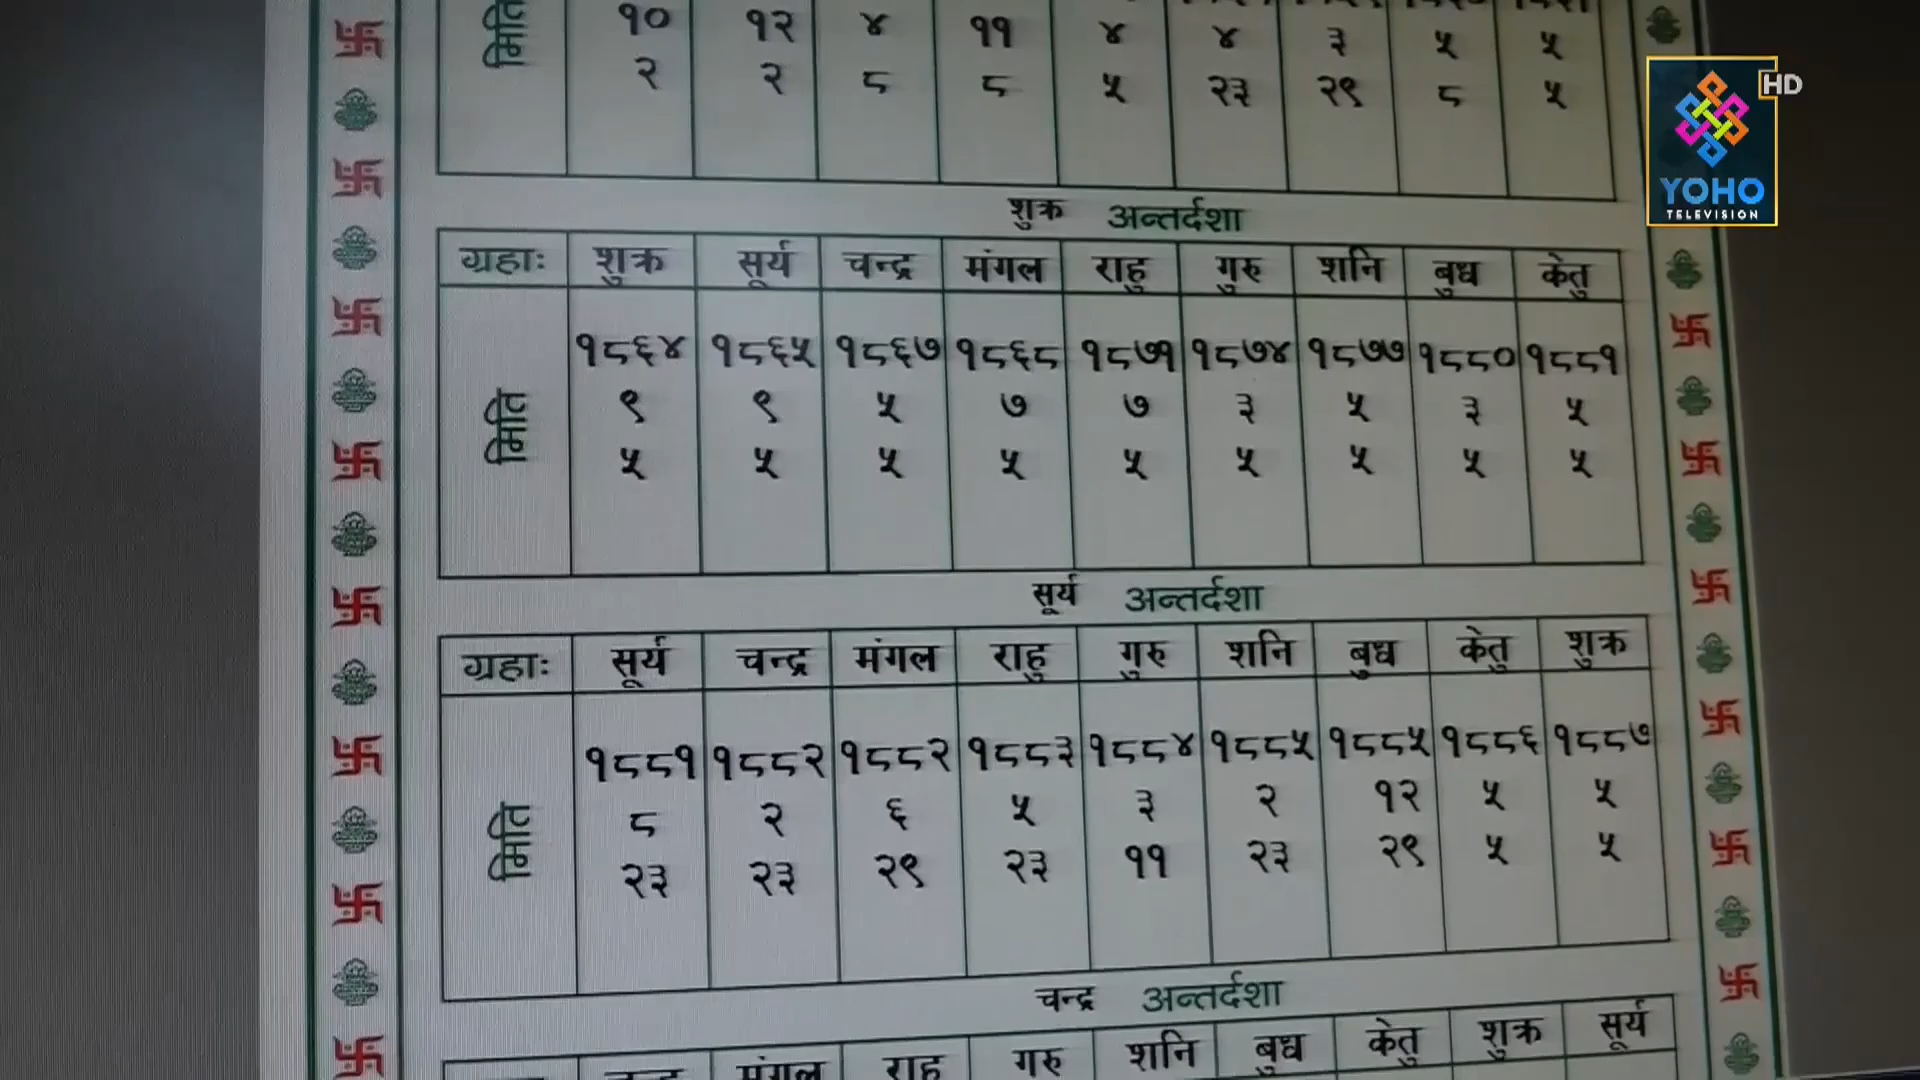 मिति १० १२ ४ ११ ४ ४ ३ ५ ५
२ २ ८ ८ ५ २३ २९ ८ ५
HD
YOHO
TELEVISION
शुक्र अन्तर्दशा
ग्रहाः शुक्र सूर्य चन्द्र मंगल राहु गुरु शनि बुध केतु
मिति १८६४ १८६५ १८६७ १८६८ १८७१ १८७४ १८७७ १८८० १८८१
९ ९ ५ ७ ७ ३ ५ ३ ५
५ ५ ५ ५ ५ ५ ५ ५ ५
सूर्य अन्तर्दशा
ग्रहाः सूर्य चन्द्र मंगल राहु गुरु शनि बुध केतु शुक्र
मिति १८८१ १८८२ १८८२ १८८३ १८८४ १८८५ १८८५ १८८६ १८८७
८ २ ६ ५ ३ २ १२ ५ ५
२३ २३ २९ २३ ११ २३ २९ ५ ५
चन्द्र अन्तर्दशा
चन्द्र मंगल राहु गुरु शनि बुध केतु शुक्र सूर्य